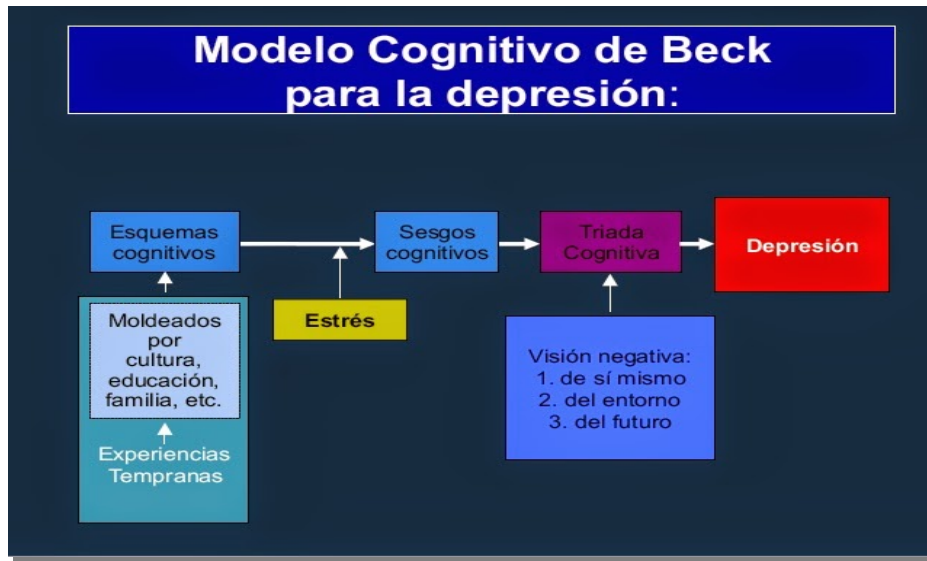 Modelo Cognitivo de Beck
para la depresión:
Esquemas
cognitivos
Sesgos
cognitivos
Triada
Cognitiva
Depresión
Estrés
Moldeados
por
cultura,
educación,
familia, etc.
Experiencias
Tempranas
Visión negativa:
1. de sí mismo
2. del entorno
3. del futuro